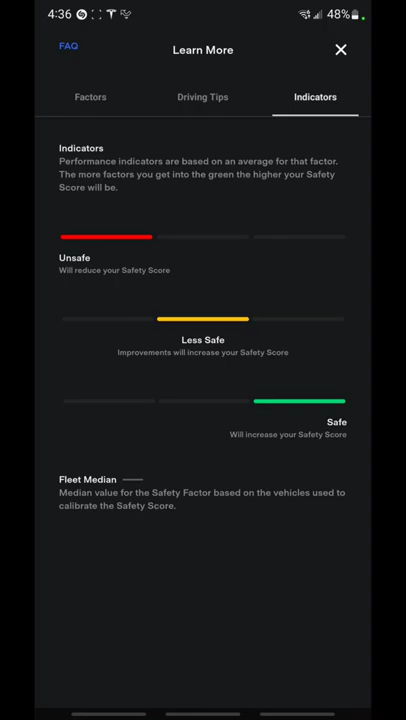 4:36
48%
FAQ
Learn More
Factors
Driving Tips
Indicators
Indicators
Performance indicators are based on an average for that factor.
The more factors you get into the green the higher your Safety
Score will be.
Unsafe
Will reduce your Safety Score
Less Safe
Improvements will increase your Safety Score
Safe
Will increase your Safety Score
Fleet Median
Median value for the Safety Factor based on the vehicles used to
calibrate the Safety Score.